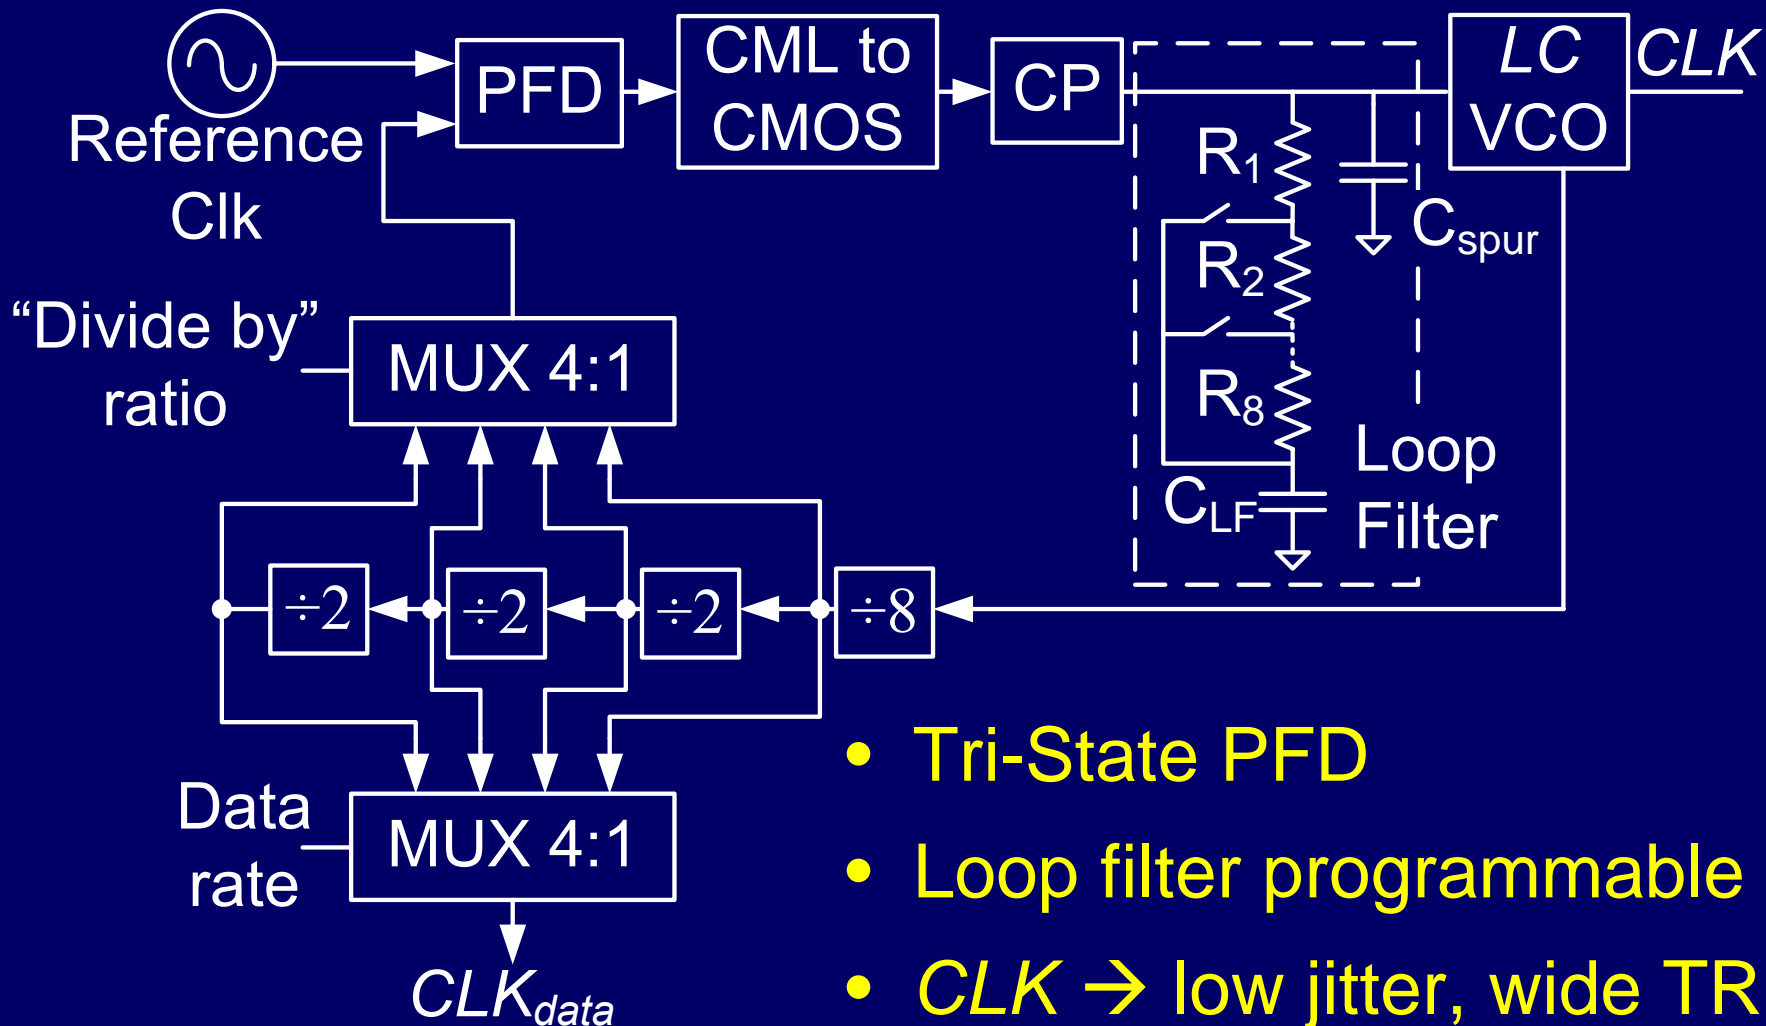 Reference
Clk
PFD
CML to
CMOS
CP
LC
VCO
CLK
R1
R2
R8
CLF
Cspur
Loop
Filter
“Divide by”
ratio
MUX 4:1
÷2
÷2
÷2
÷8
Data
rate
MUX 4:1
CLKdata
• Tri-State PFD
• Loop filter programmable
• CLK → low jitter, wide TR